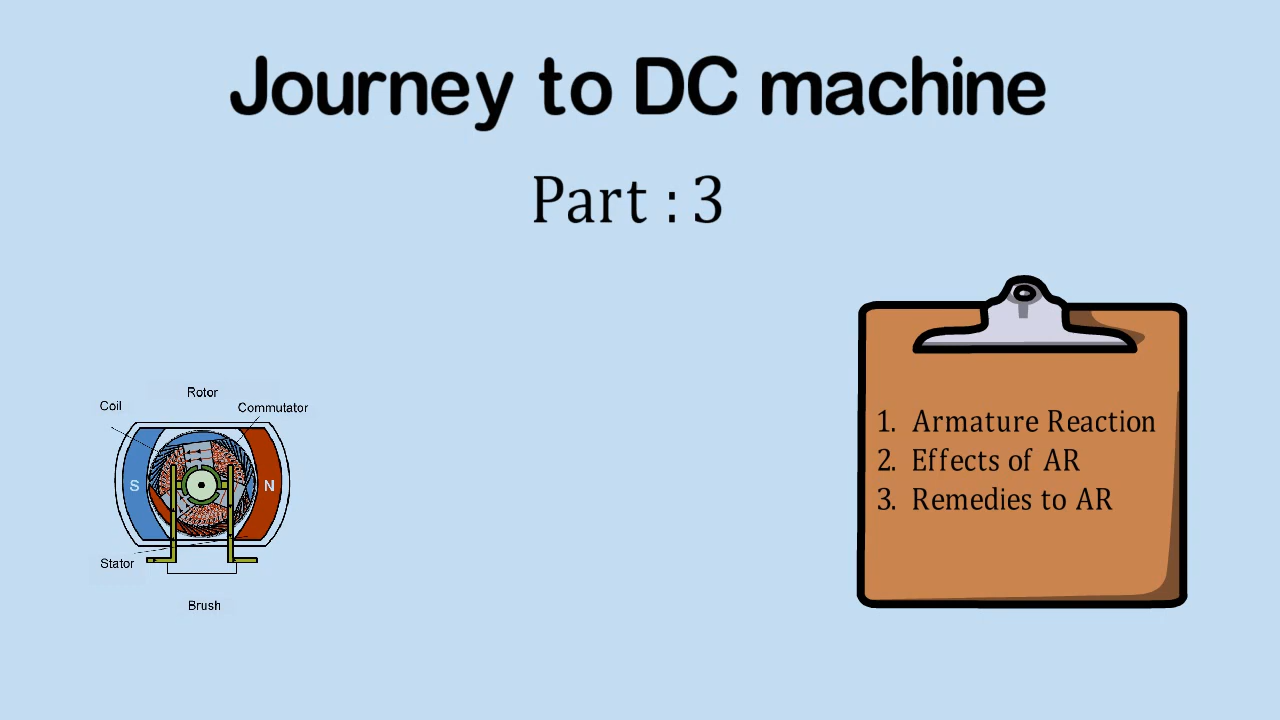 Journey to DC machine
Part : 3
Rotor
Coil
Commutator
S
N
Stator
Brush
1. Armature Reaction
2. Effects of AR
3. Remedies to AR